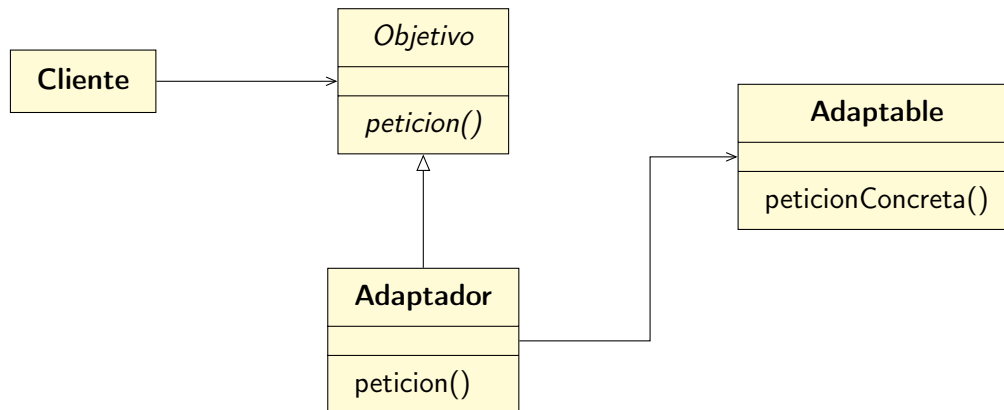 Cliente
Objetivo
peticion()
Adaptable
peticionConcreta()
Adaptador
peticion()